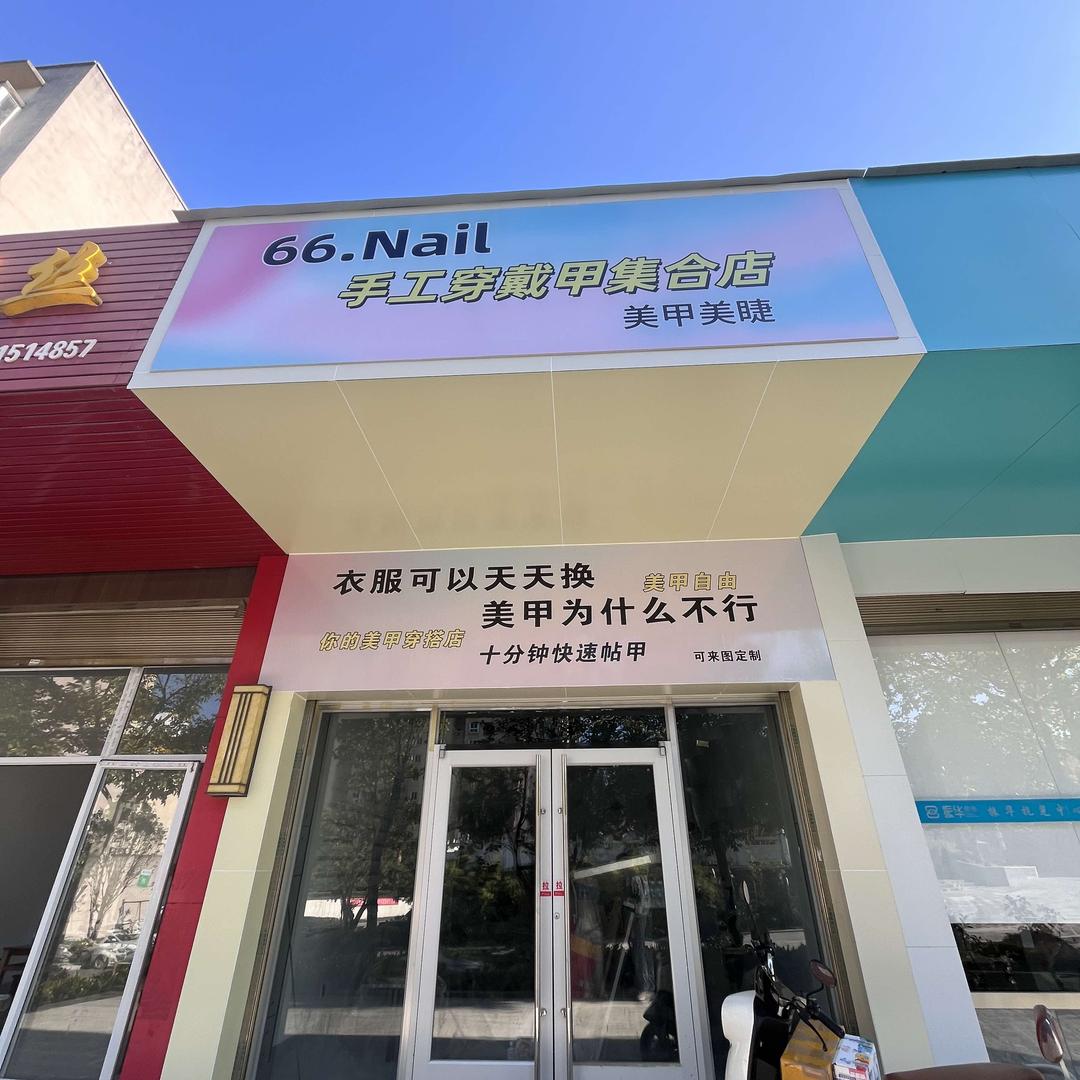 66.Nail
手工穿戴甲集合店
美甲美睫
丝
1514857
衣服可以天天换
美甲自由
美甲为什么不行
你的美甲穿搭店
十分钟快速帖甲
可来图定制
拉 拉